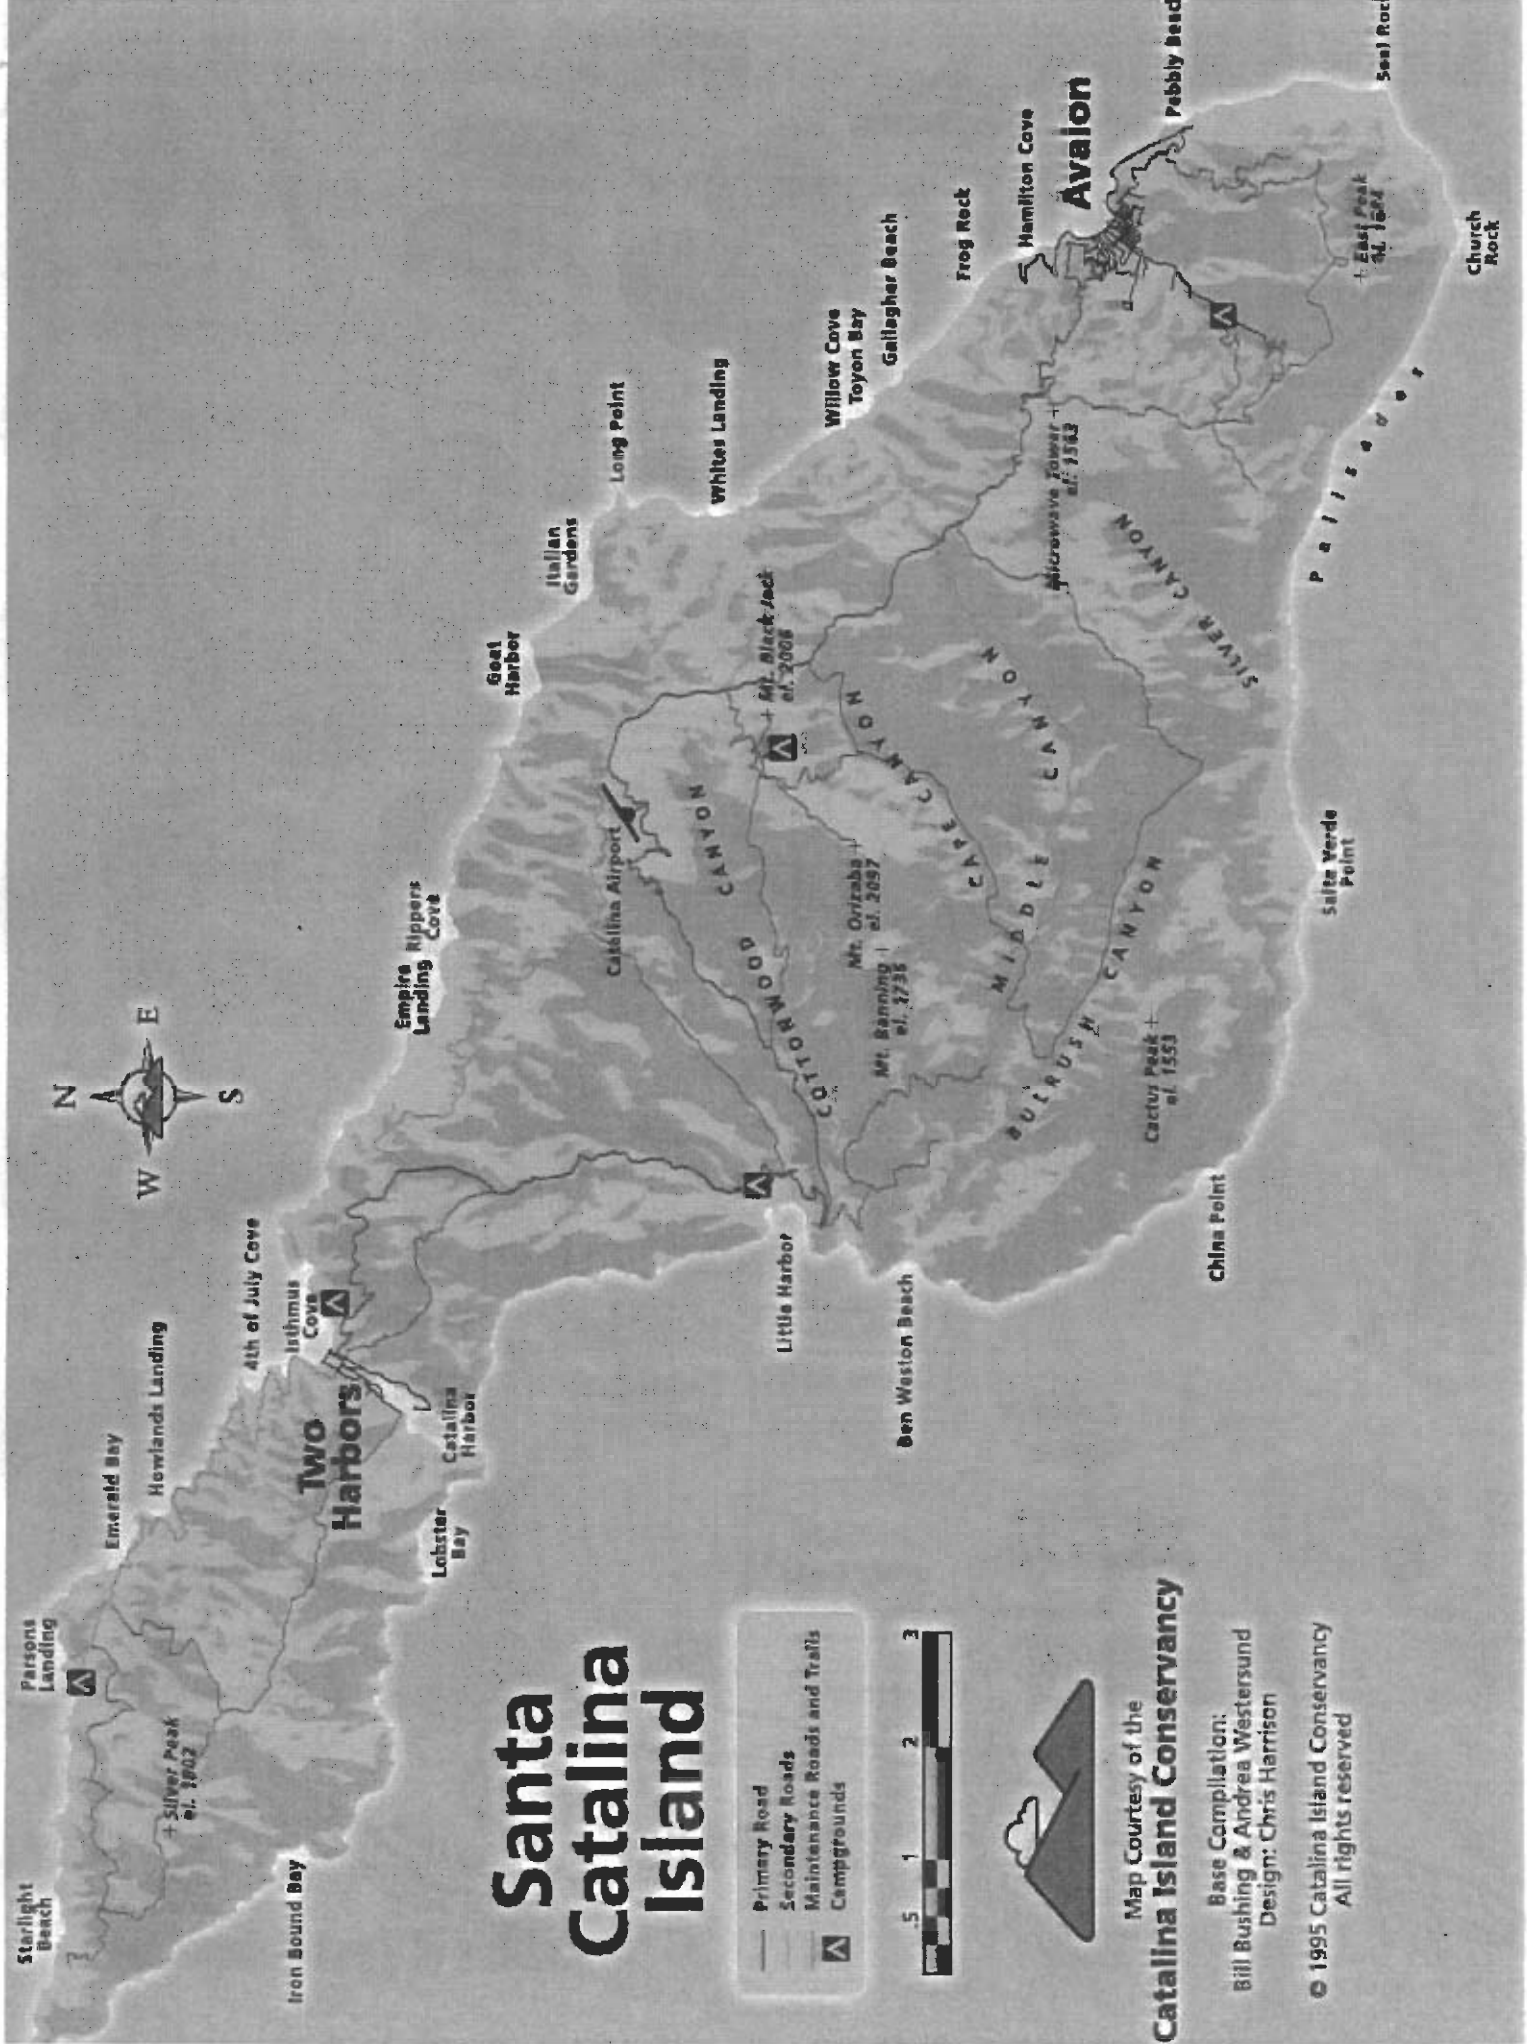 Starlight
Beach
Parsons
Landing
Emerald Bay
Howlands Landing
4th of July Cove
Isthmus
Cove
N
W
E
S
Empire
Landing
Rippers
Cove
Goat
Harbor
Italian
Gardens
Long Point
Whites Landing
Willow Cove
Toyon Bay
Gallagher Beach
Frog Rock
Hamilton Cove
Avalon
Pebbly
+ Silver Peak
el. 1802
Iron Bound Bay
Two
Harbors
Lobster
Bay
Catalina
Harbor
Catalina Airport
COTTONWOOD CANYON
+ Mt. Black Jack
el. 2006
Mt. Orizaba +
el. 2097
Mt. Banning +
el. 1735
CAPE CANYON
MIDDLE CANYON
BULRUSH CANYON
Cactus Peak +
el. 1553
Microwave Tower +
el. 1543
SILVER CANYON
+ East Peak
Church
Rock
Palisades
Salta Verde
Point
China Point
Little Harbor
Ben Weston Beach
Santa
Catalina
Island
Primary Road
Secondary Roads
Maintenance Roads and Trails
Campgrounds
.5 1 2 3
Map Courtesy of the
Catalina Island Conservancy
Base Compilation:
Bill Bushing & Andrea Westersund
Design: Chris Harrison
© 1995 Catalina Island Conservancy
All rights reserved